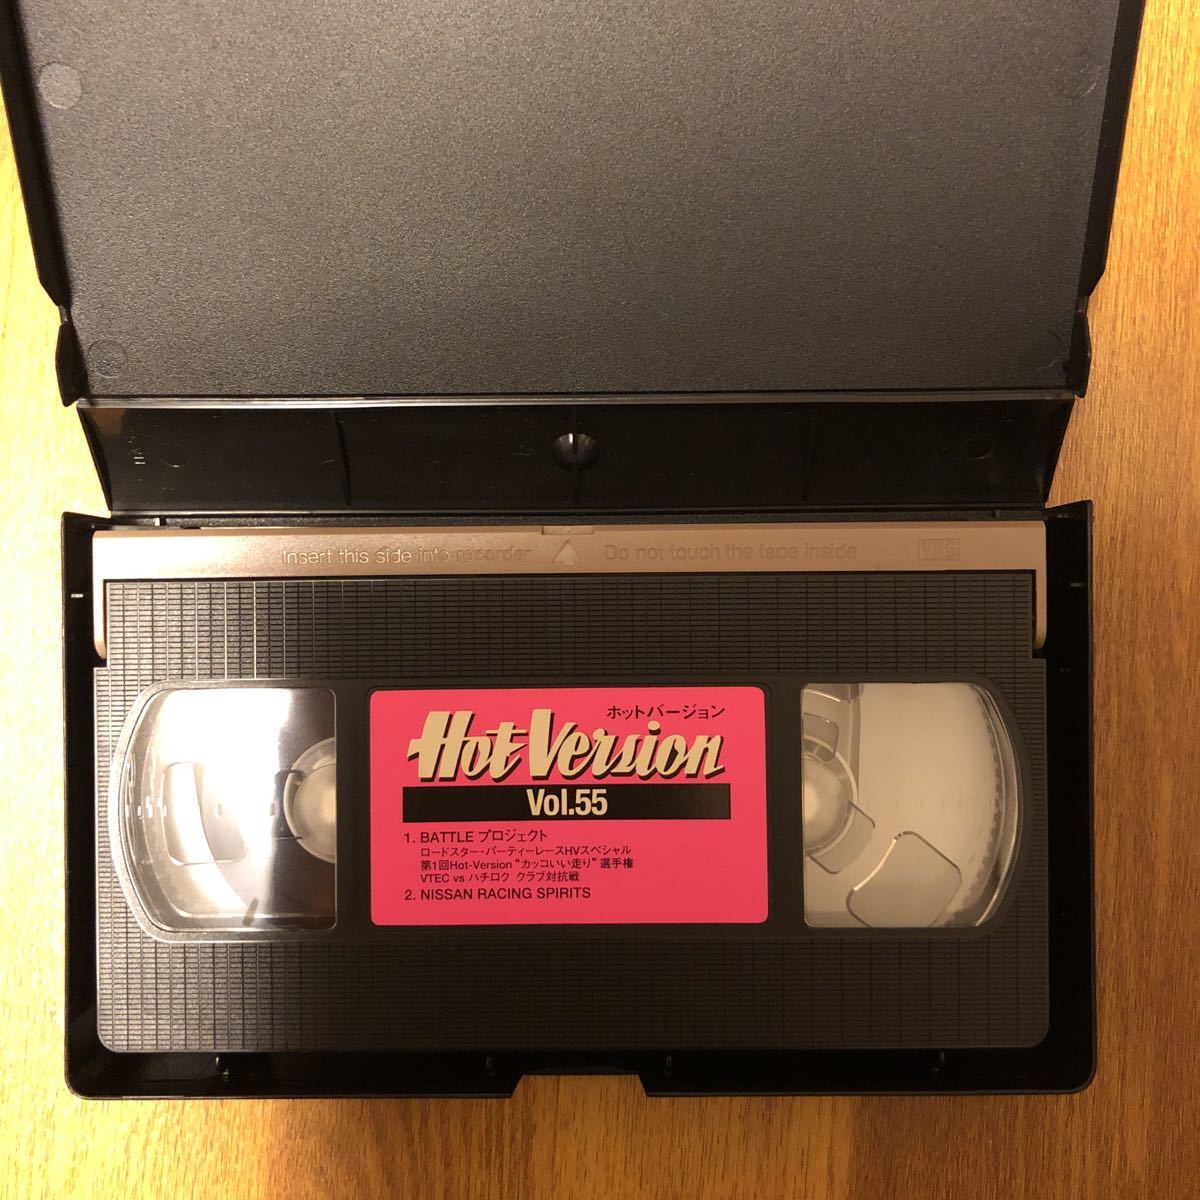 Insert this side into recorder
Do not touch the tape inside
VHS
ホットバージョン
Hot Version
Vol.55
1. BATTLE プロジェクト
ロードスター・パーティーレースHVスペシャル
第1回Hot-Version “カッコいい走り” 選手権
VTEC vs ハチロク クラブ対抗戦
2. NISSAN RACING SPIRITS